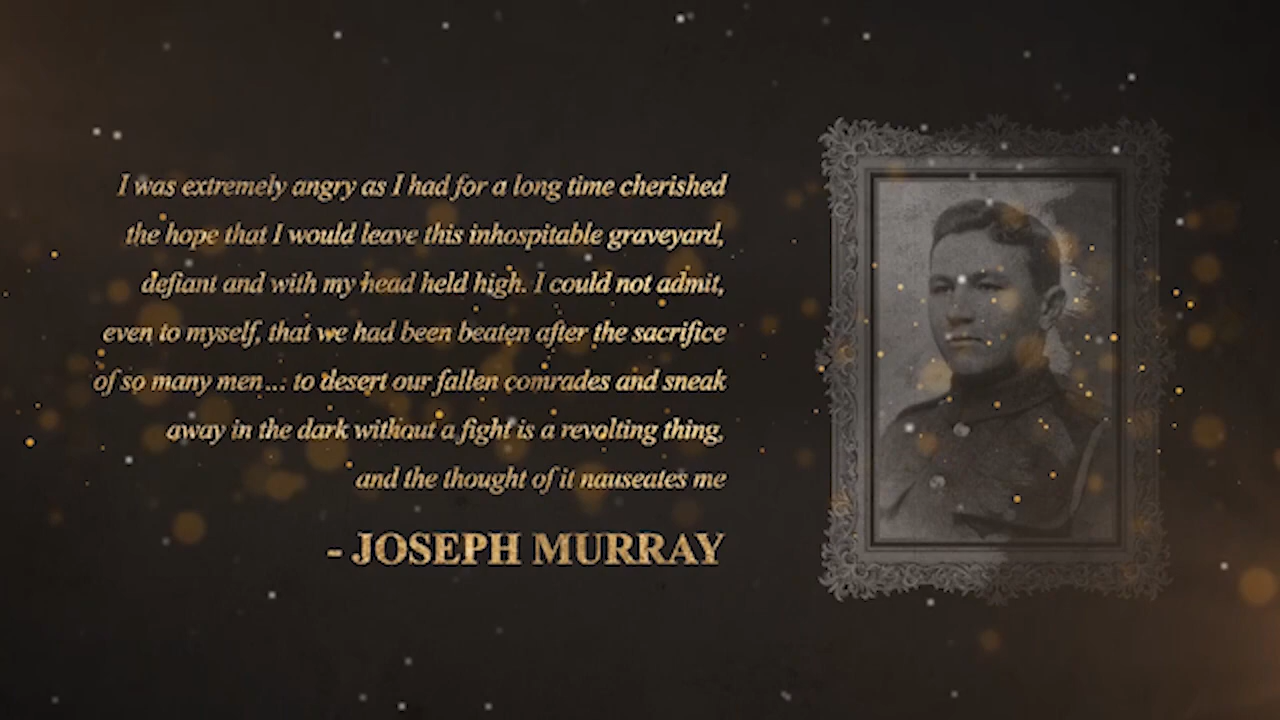 I was extremely angry as I had for a long time cherished
the hope that I would leave this inhospitable graveyard,
defiant and with my head held high. I could not admit,
even to myself, that we had been beaten after the sacrifice
of so many men... to desert our fallen comrades and sneak
away in the dark without a fight is a revolting thing,
and the thought of it nauseates me
- JOSEPH MURRAY